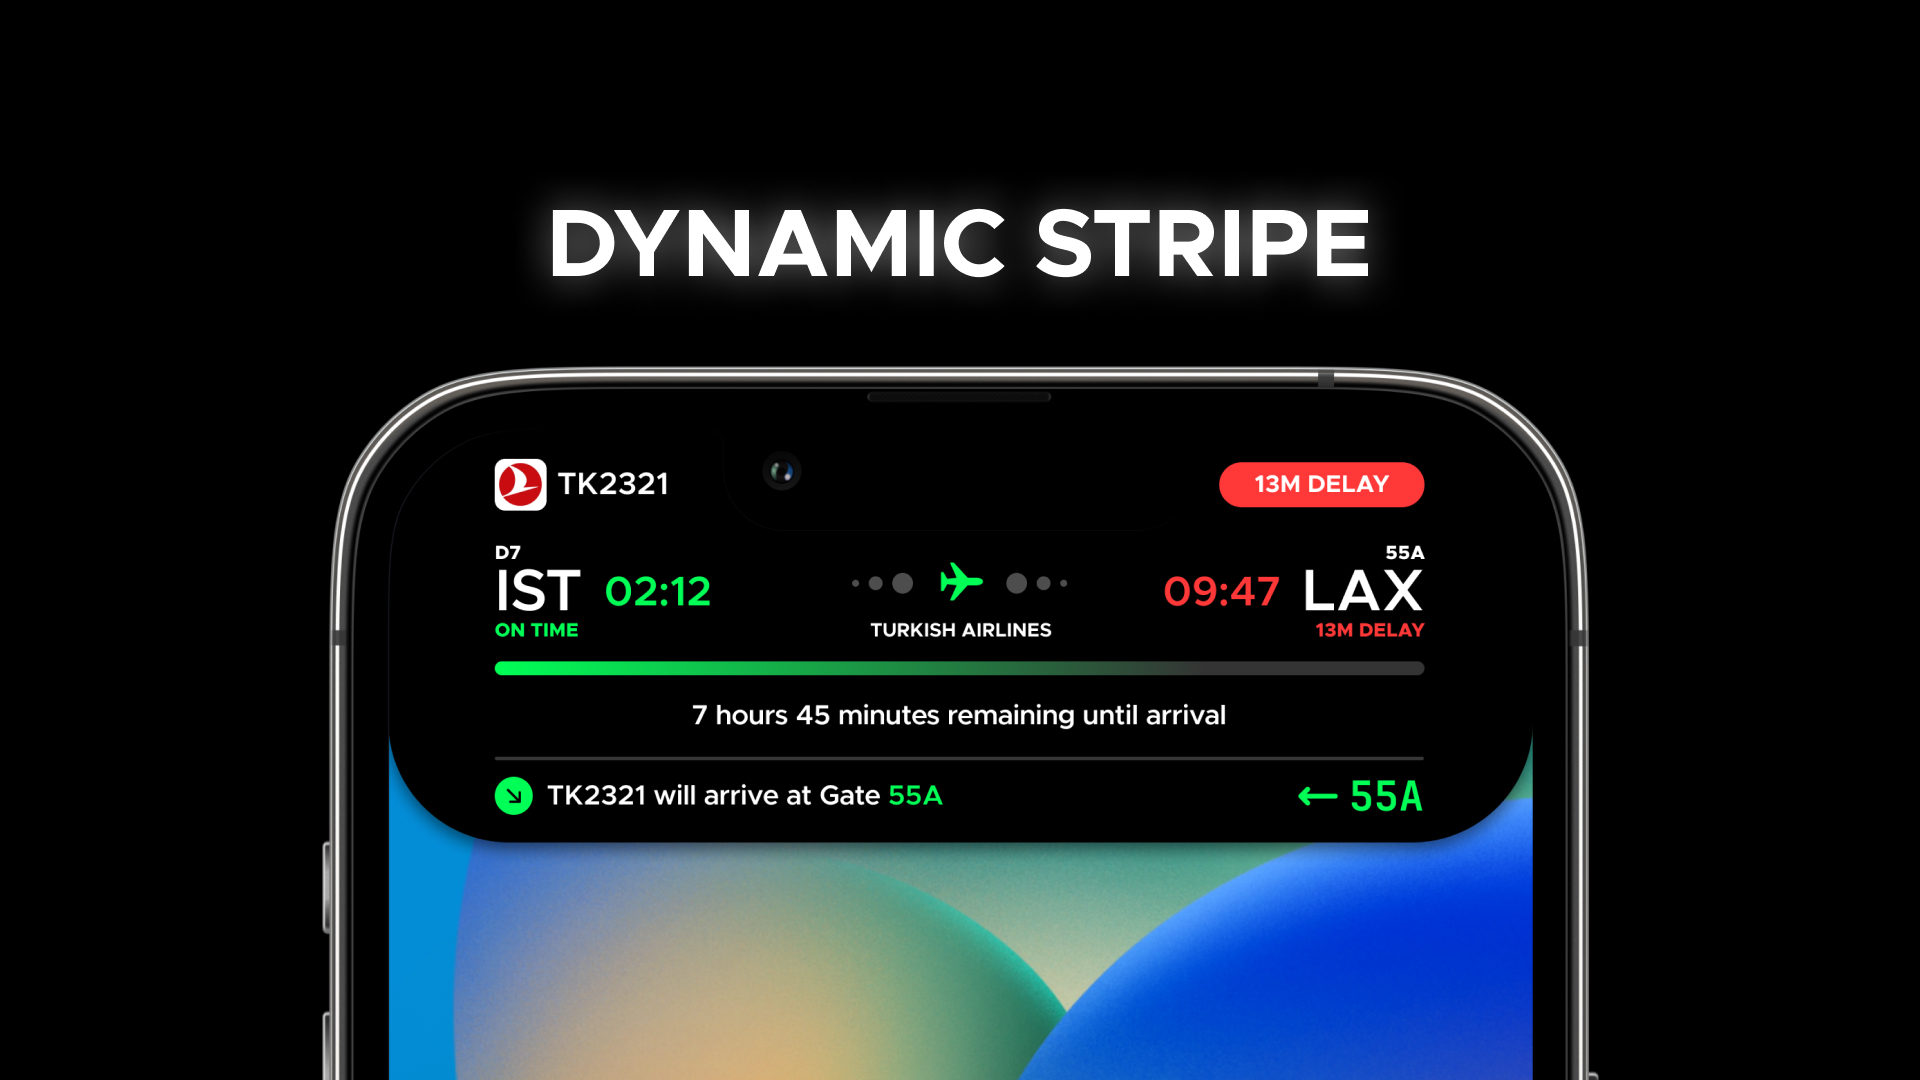 DYNAMIC STRIPE
TK2321
13M DELAY
D7
55A
IST 02:12
09:47 LAX
ON TIME
TURKISH AIRLINES
13M DELAY
7 hours 45 minutes remaining until arrival
TK2321 will arrive at Gate 55A
← 55A